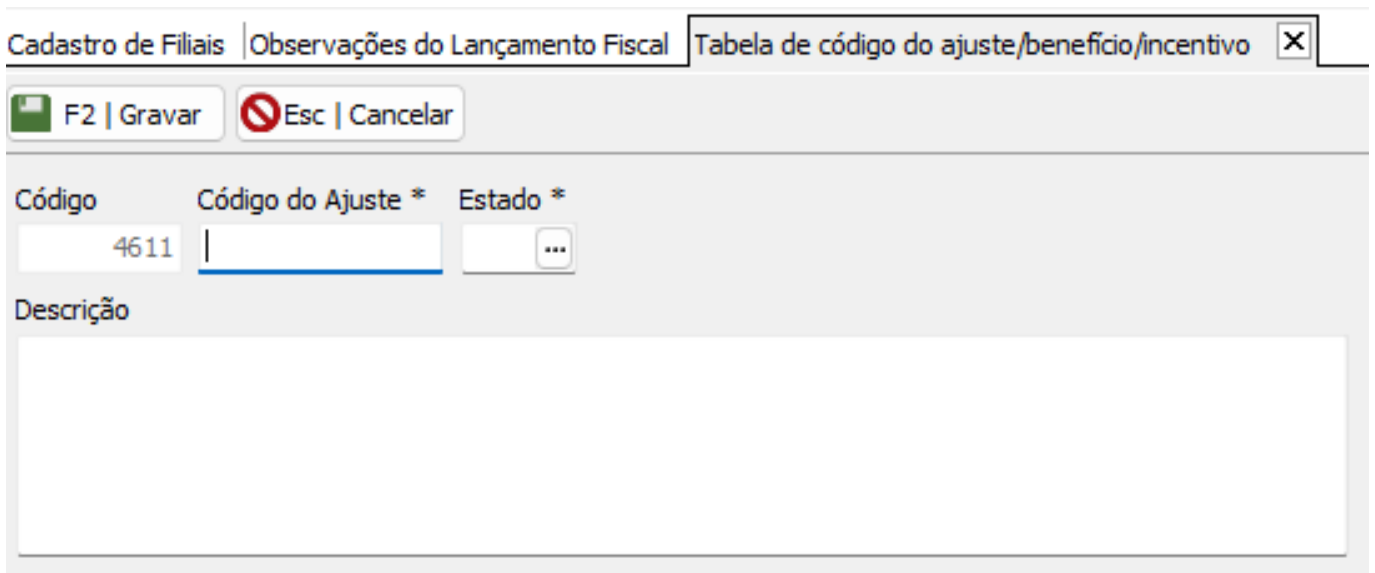 Cadastro de Filiais Observações do Lançamento Fiscal Tabela de código do ajuste/benefício/incentivo
F2 | Gravar Esc | Cancelar
Código Código do Ajuste * Estado *
4611 ...
Descrição